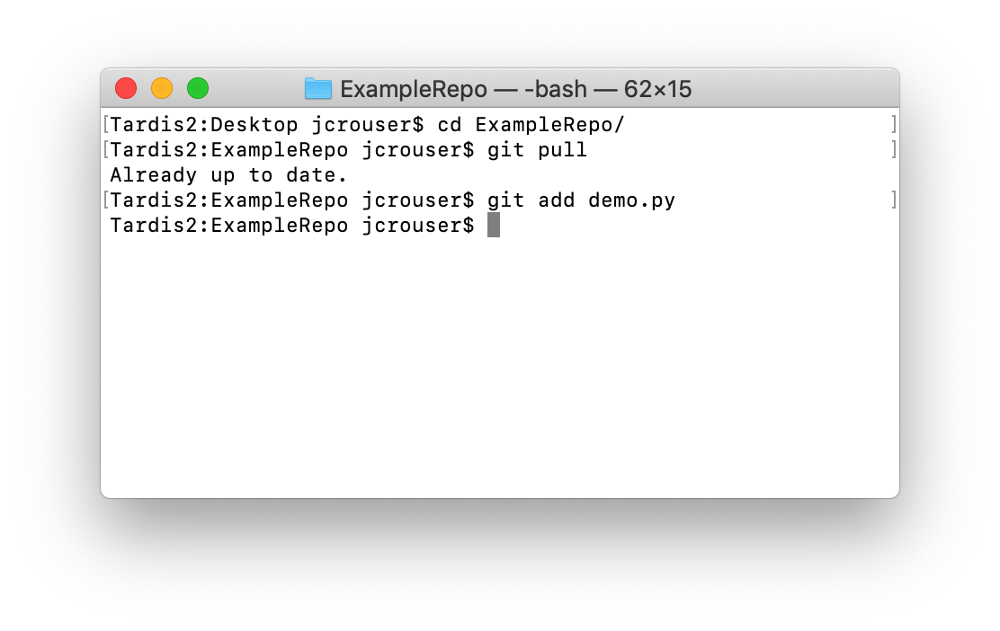 ExampleRepo — -bash — 62×15
[Tardis2:Desktop jcrouser$ cd ExampleRepo/ ]
[Tardis2:ExampleRepo jcrouser$ git pull ]
Already up to date.
[Tardis2:ExampleRepo jcrouser$ git add demo.py ]
Tardis2:ExampleRepo jcrouser$